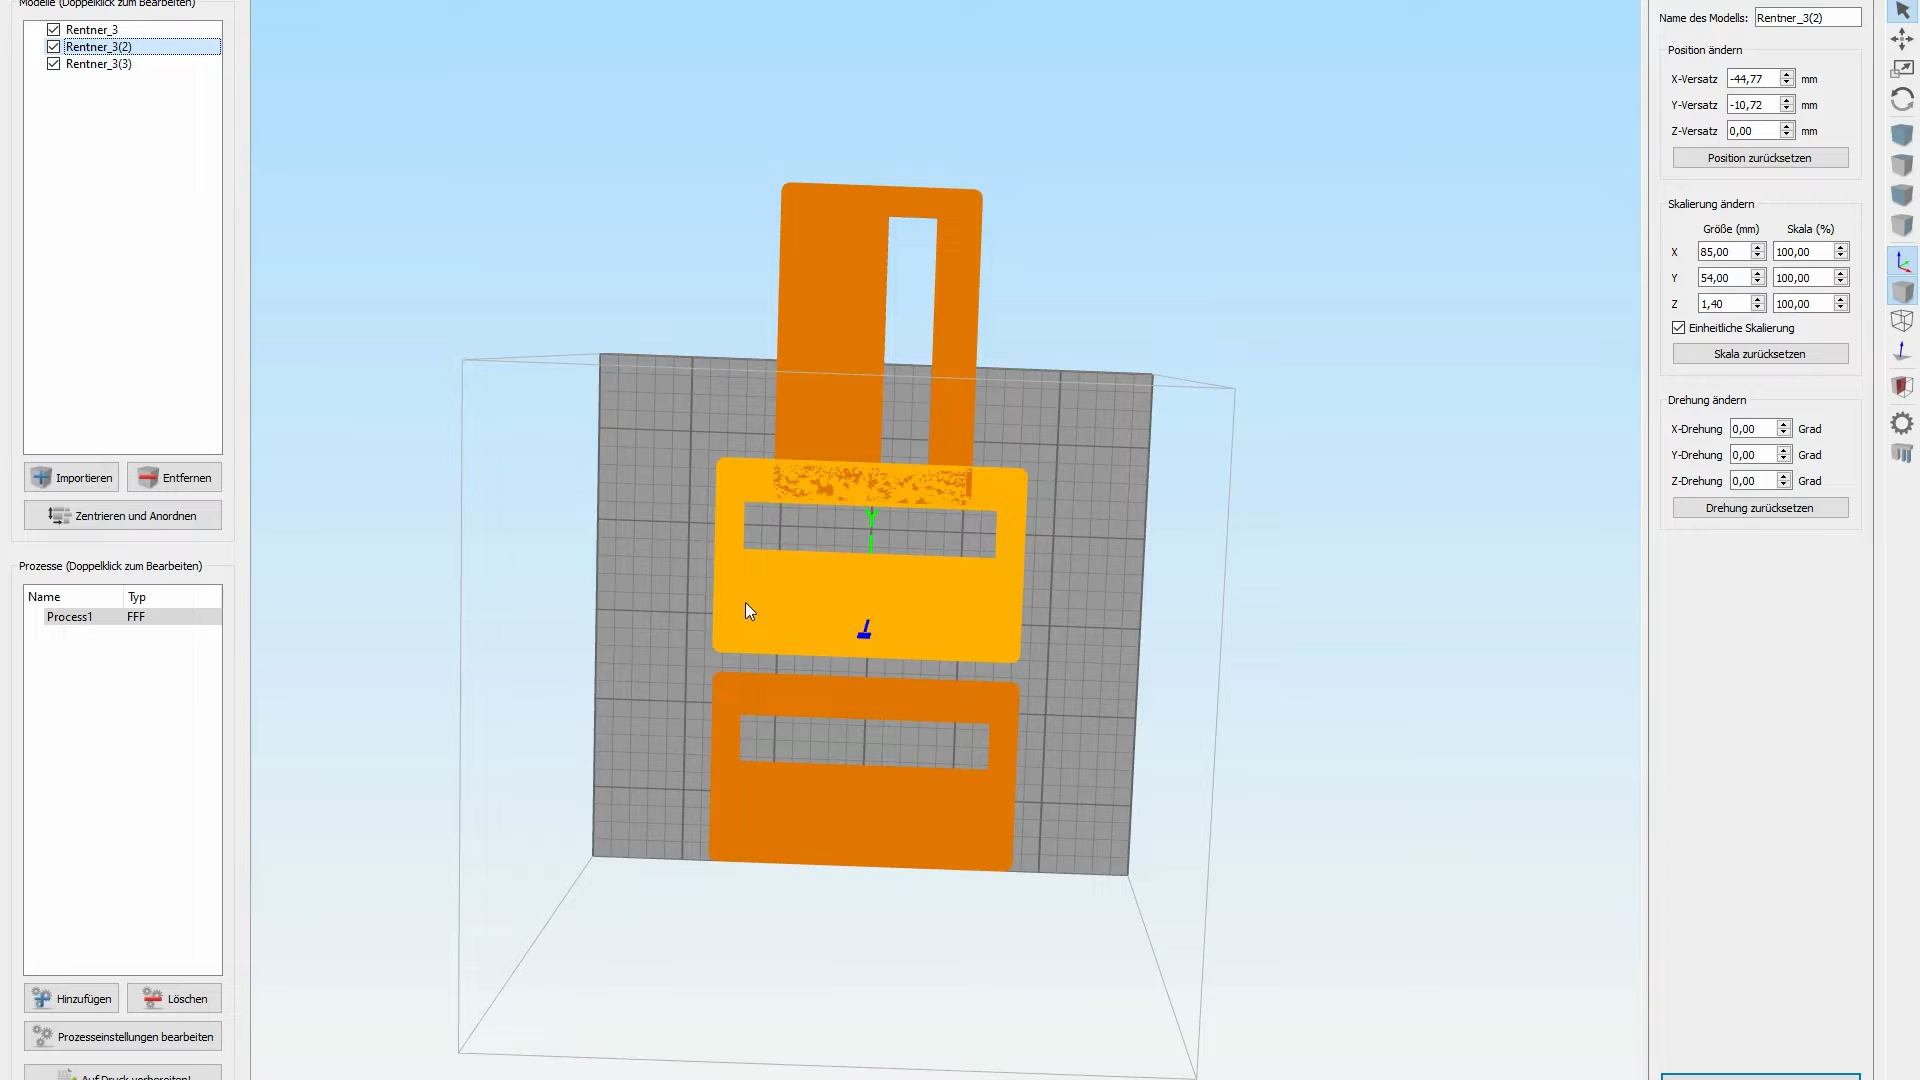 Modelle (Doppelklick zum Bearbeiten)
Rentner_3
Rentner_3(2)
Rentner_3(3)
Importieren
Entfernen
Zentrieren und Anordnen
Prozesse (Doppelklick zum Bearbeiten)
Name Typ
Process1 FFF
Hinzufügen
Löschen
Prozesseinstellungen bearbeiten
Auf Druck vorbereiten!
Y
Name des Modells: Rentner_3(2)
Position ändern
X-Versatz -44,77 mm
Y-Versatz -10,72 mm
Z-Versatz 0,00 mm
Position zurücksetzen
Skalierung ändern
Größe (mm) Skala (%)
X 85,00 100,00
Y 54,00 100,00
Z 1,40 100,00
Einheitliche Skalierung
Skala zurücksetzen
Drehung ändern
X-Drehung 0,00 Grad
Y-Drehung 0,00 Grad
Z-Drehung 0,00 Grad
Drehung zurücksetzen